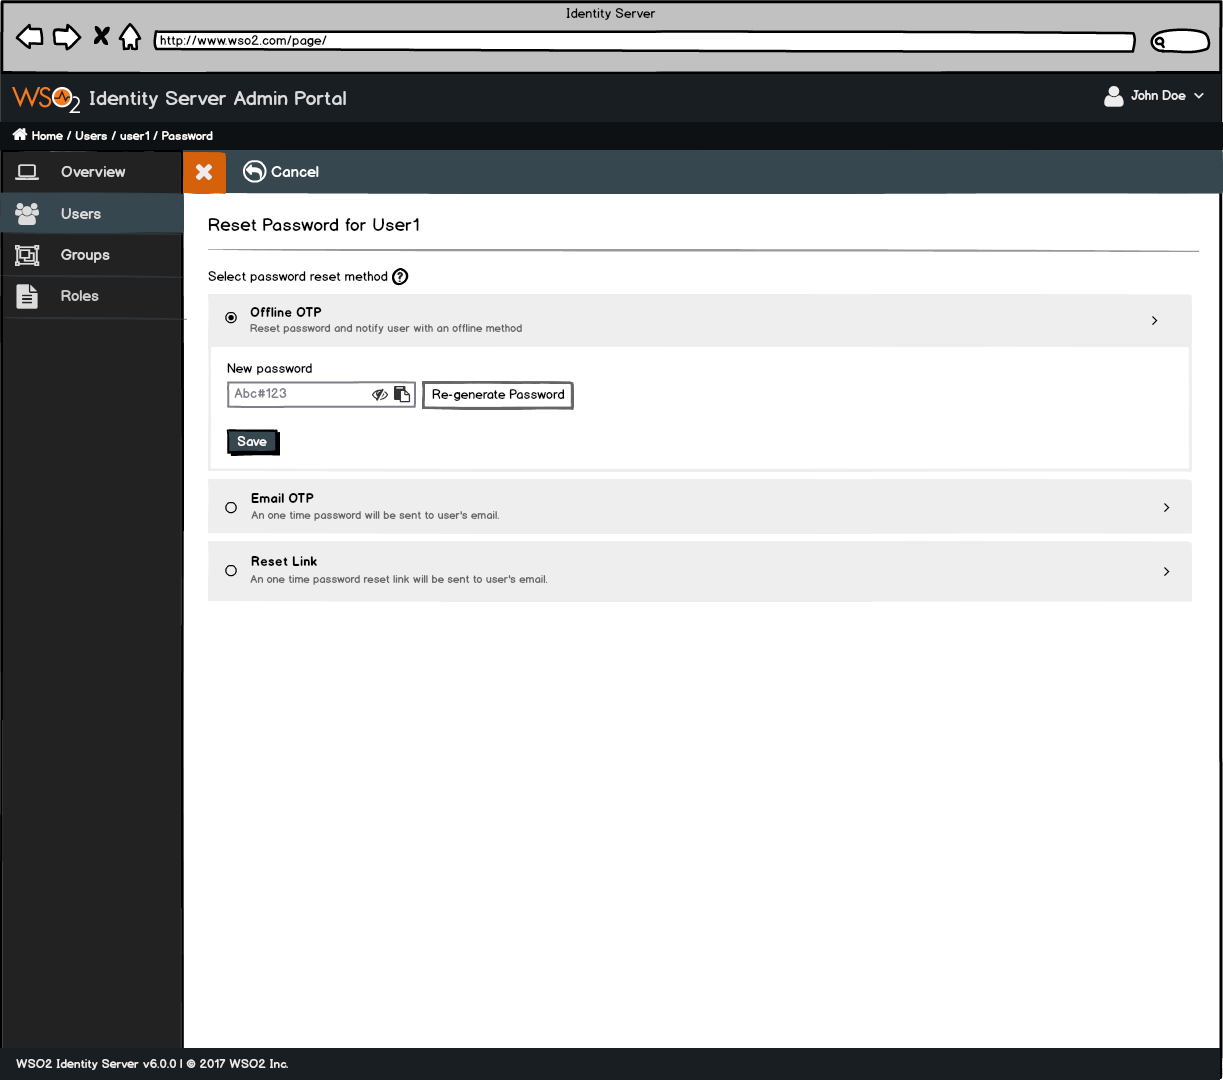 Identity Server
http://www.wso2.com/page/
WSO2 Identity Server Admin Portal
John Doe
Home / Users / user1 / Password
Overview
Cancel
Users
Groups
Roles
Reset Password for User1
Select password reset method ?
Offline OTP
Reset password and notify user with an offline method
New password
Abc#123
Re-generate Password
Save
Email OTP
An one time password will be sent to user's email.
Reset Link
An one time password reset link will be sent to user's email.
WSO2 Identity Server v6.0.0 | © 2017 WSO2 Inc.